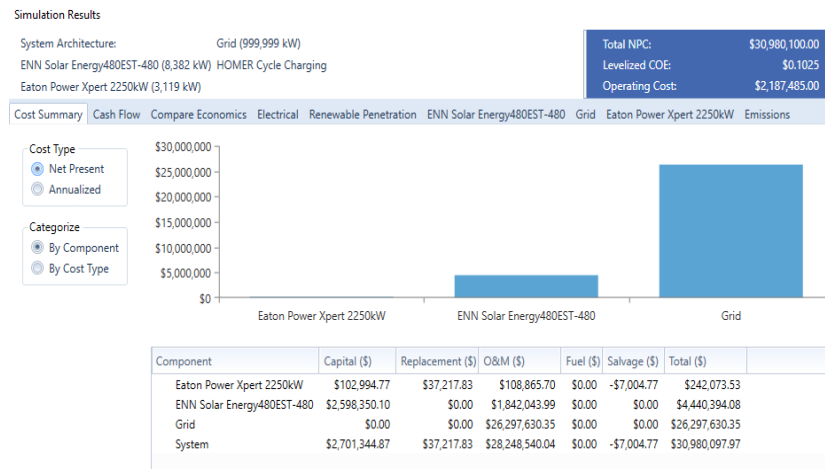 Simulation Results
System Architecture: Grid (999,999 kW)
ENN Solar Energy480EST-480 (8,382 kW) HOMER Cycle Charging
Eaton Power Xpert 2250kW (3,119 kW)
Total NPC: $30,980,100.00
Levelized COE: $0.1025
Operating Cost: $2,187,485.00
Cost Summary Cash Flow Compare Economics Electrical Renewable Penetration ENN Solar Energy480EST-480 Grid Eaton Power Xpert 2250kW Emissions
Cost Type
Net Present
Annualized
Categorize
By Component
By Cost Type
$30,000,000
$25,000,000
$20,000,000
$15,000,000
$10,000,000
$5,000,000
$0
Eaton Power Xpert 2250kW ENN Solar Energy480EST-480 Grid
Component Capital ($) Replacement ($) O&M ($) Fuel ($) Salvage ($) Total ($)
Eaton Power Xpert 2250kW $102,994.77 $37,217.83 $108,865.70 $0.00 -$7,004.77 $242,073.53
ENN Solar Energy480EST-480 $2,598,350.10 $0.00 $1,842,043.99 $0.00 $0.00 $4,440,394.08
Grid $0.00 $0.00 $26,297,630.35 $0.00 $0.00 $26,297,630.35
System $2,701,344.87 $37,217.83 $28,248,540.04 $0.00 -$7,004.77 $30,980,097.97